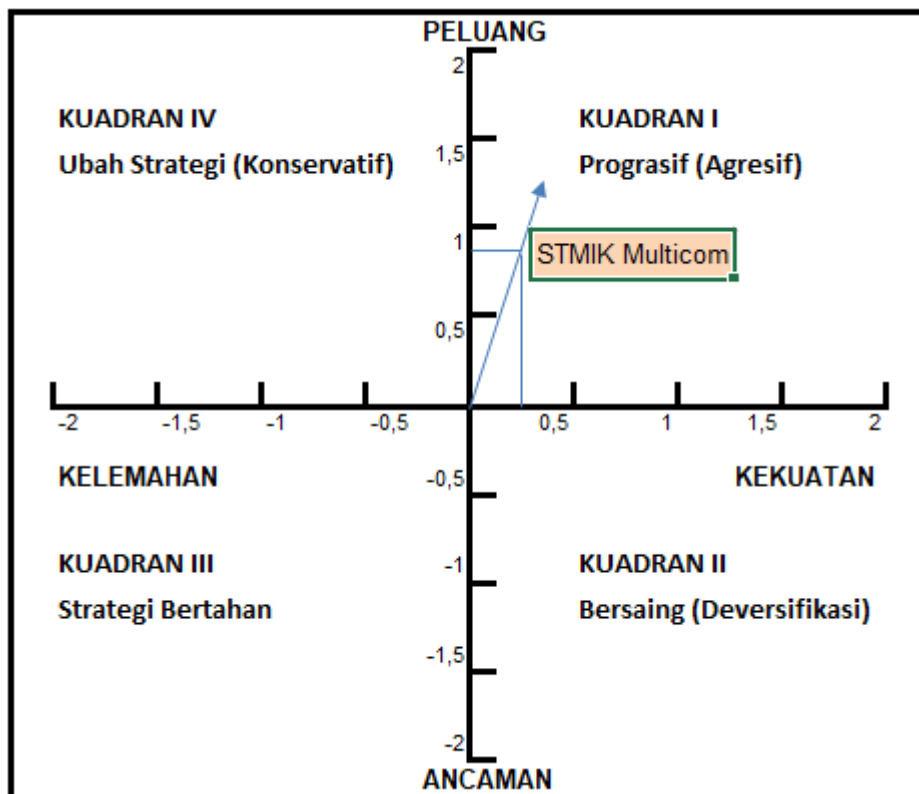 PELUANG
2
KUADRAN IV
KUADRAN I
Ubah Strategi (Konservatif)
1,5
Prograsif (Agresif)
1
STMIK Multicom
0,5
-2
-1,5
-1
-0,5
0,5
1
1,5
2
KELEMAHAN
-0,5
KEKUATAN
KUADRAN III
-1
KUADRAN II
Strategi Bertahan
Bersaing (Deversifikasi)
-1,5
-2
ANCAMAN